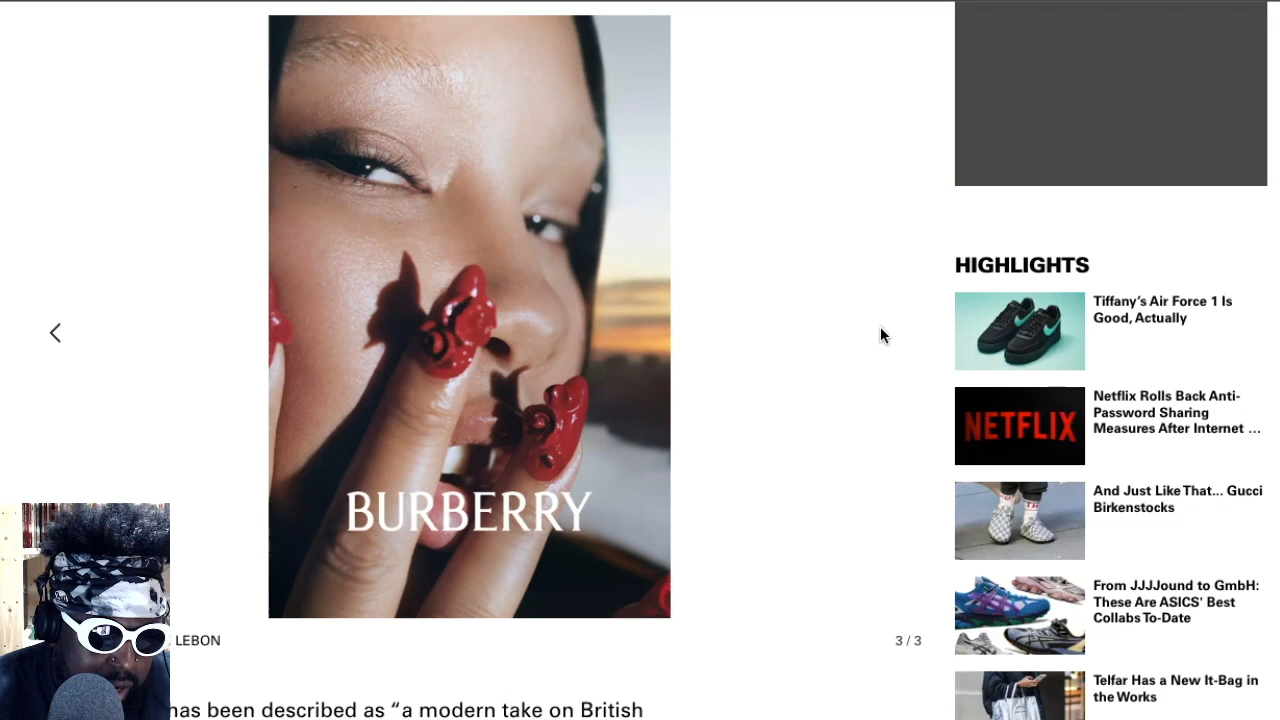 BURBERRY
LEBON
3 / 3
has been described as “a modern take on British
HIGHLIGHTS
Tiffany’s Air Force 1 Is
Good, Actually
NETFLIX
Netflix Rolls Back Anti-
Password Sharing
Measures After Internet ...
And Just Like That... Gucci
Birkenstocks
From JJJJound to GmbH:
These Are ASICS' Best
Collabs To-Date
Telfar Has a New It-Bag in
the Works